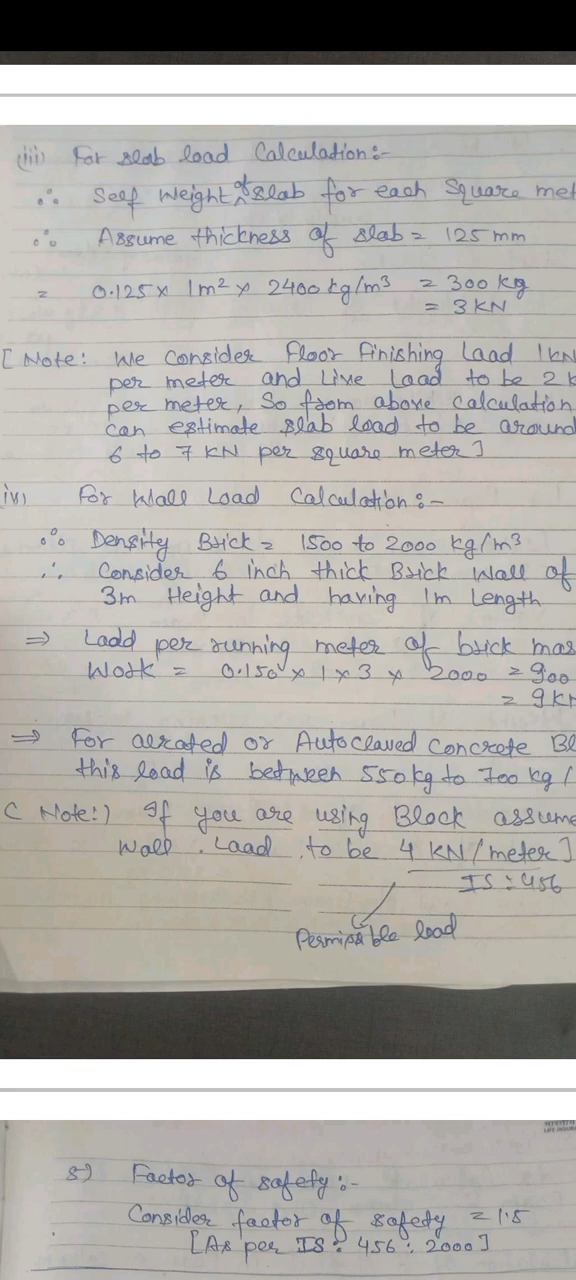 (iii) For slab load Calculation:-
∴ Self Weight of slab for each Square met
∴ Assume thickness of slab = 125 mm
= 0.125 x 1m² x 2400 kg/m³ = 300 kg
= 3 KN
[Note: We Consider Floor Finishing Laad 1KN
per meter and Live Laad to be 2 k
per meter, So from above calculation
can estimate slab load to be around
6 to 7 KN per square meter]
iv) For Wall Load Calculation:-
∴ Density Brick = 1500 to 2000 kg/m³
∴ Consider 6 inch thick Brick Wall of
3m Height and having 1m Length
⇒ Ladd per running meter of brick mas
Work = 0.150 x 1 x 3 x 2000 = 900
= 9 KN
⇒ For aerated or Autoclaved Concrete Bl
this load is between 550kg to 700 kg/
( Note:) If you are using Block assume
Wall Laad to be 4 KN/meter]
IS:456
Permissible load
5) Factor of safety:-
Consider factor of safety = 1.5
[As per IS: 456: 2000]